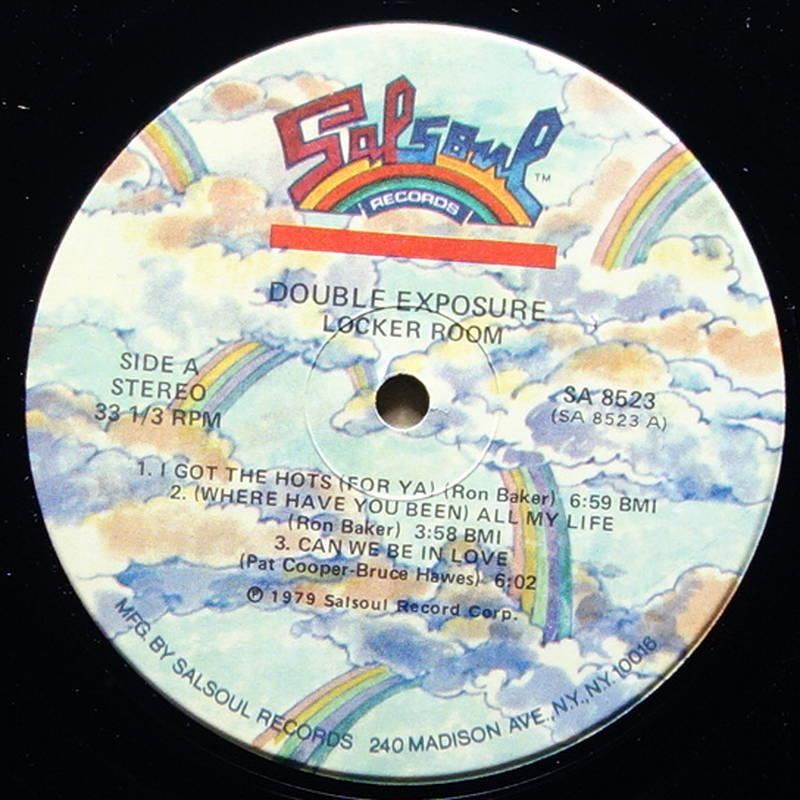 Salsoul
TM
RECORDS
DOUBLE EXPOSURE
LOCKER ROOM
SIDE A
STEREO
33 1/3 RPM
SA 8523
(SA 8523 A)
1. I GOT THE HOTS (FOR YA) (Ron Baker) 6:59 BMI
2. (WHERE HAVE YOU BEEN) ALL MY LIFE
(Ron Baker) 3:58 BMI
3. CAN WE BE IN LOVE
(Pat Cooper-Bruce Hawes) 6:02
℗ 1979 Salsoul Record Corp.
MFG. BY SALSOUL RECORDS 240 MADISON AVE., N.Y., N.Y. 10016